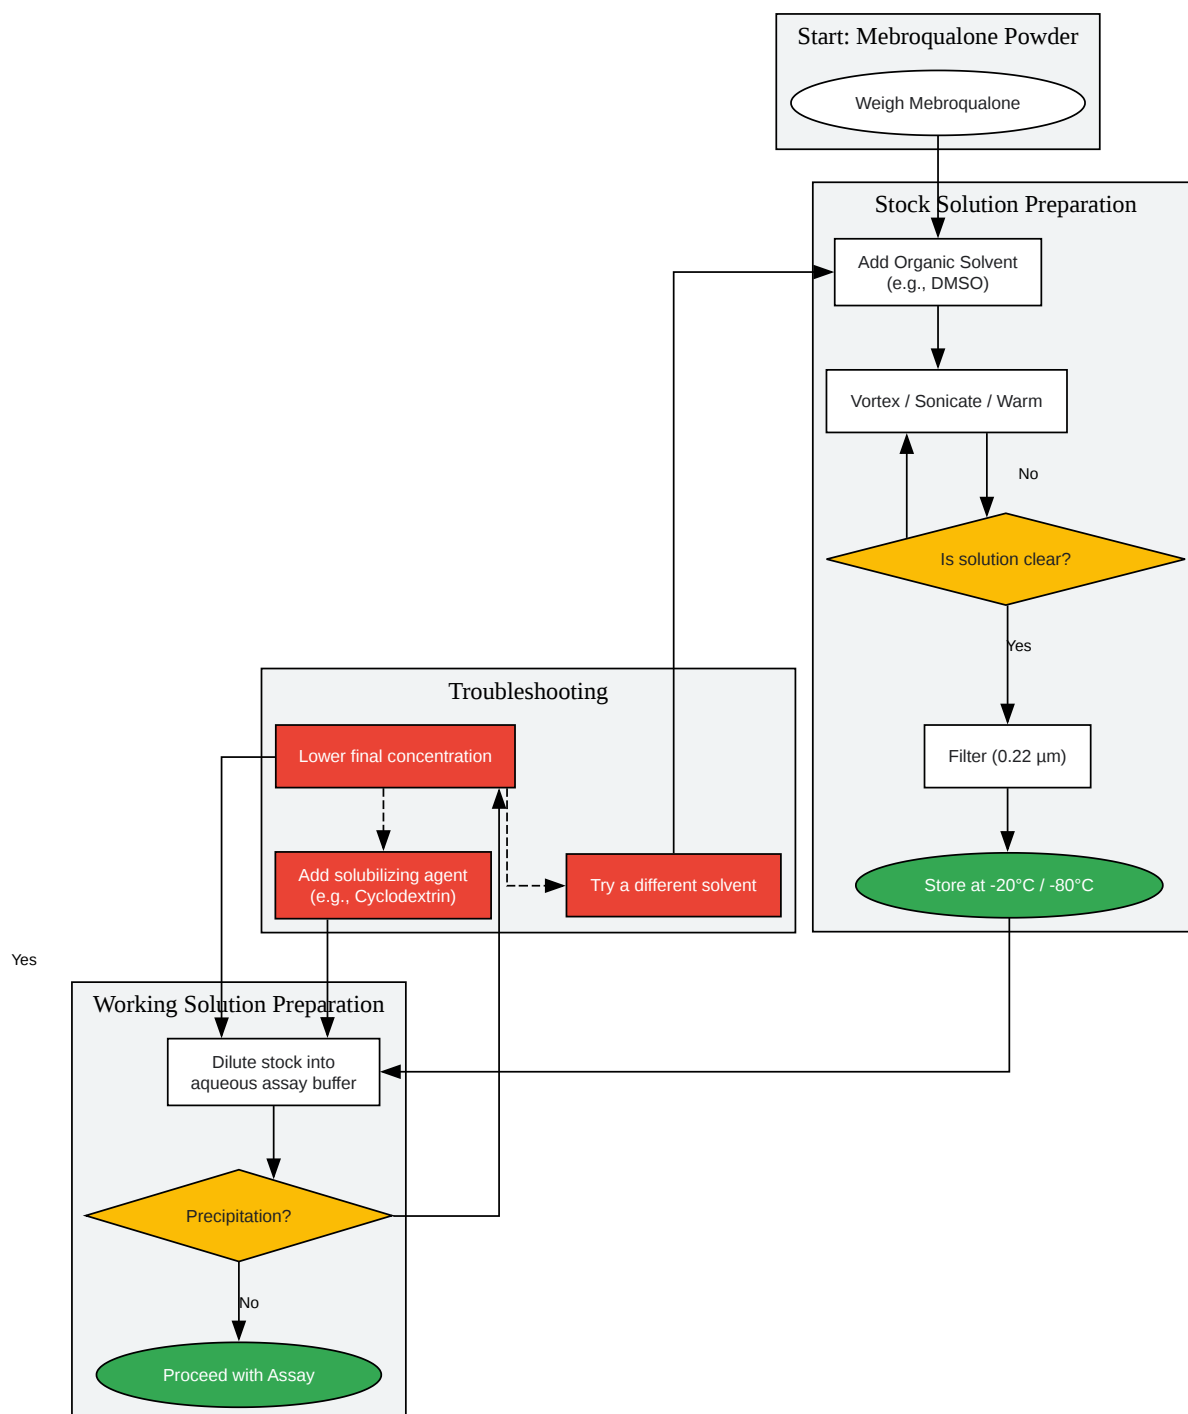 Start: Mebroqualone Powder
Weigh Mebroqualone
Stock Solution Preparation
Add Organic Solvent
(e.g., DMSO)
Vortex / Sonicate / Warm
No
Is solution clear?
Yes
Filter (0.22 µm)
Store at -20°C / -80°C
Troubleshooting
Lower final concentration
Add solubilizing agent
(e.g., Cyclodextrin)
Try a different solvent
Yes
Working Solution Preparation
Dilute stock into
aqueous assay buffer
Precipitation?
No
Proceed with Assay